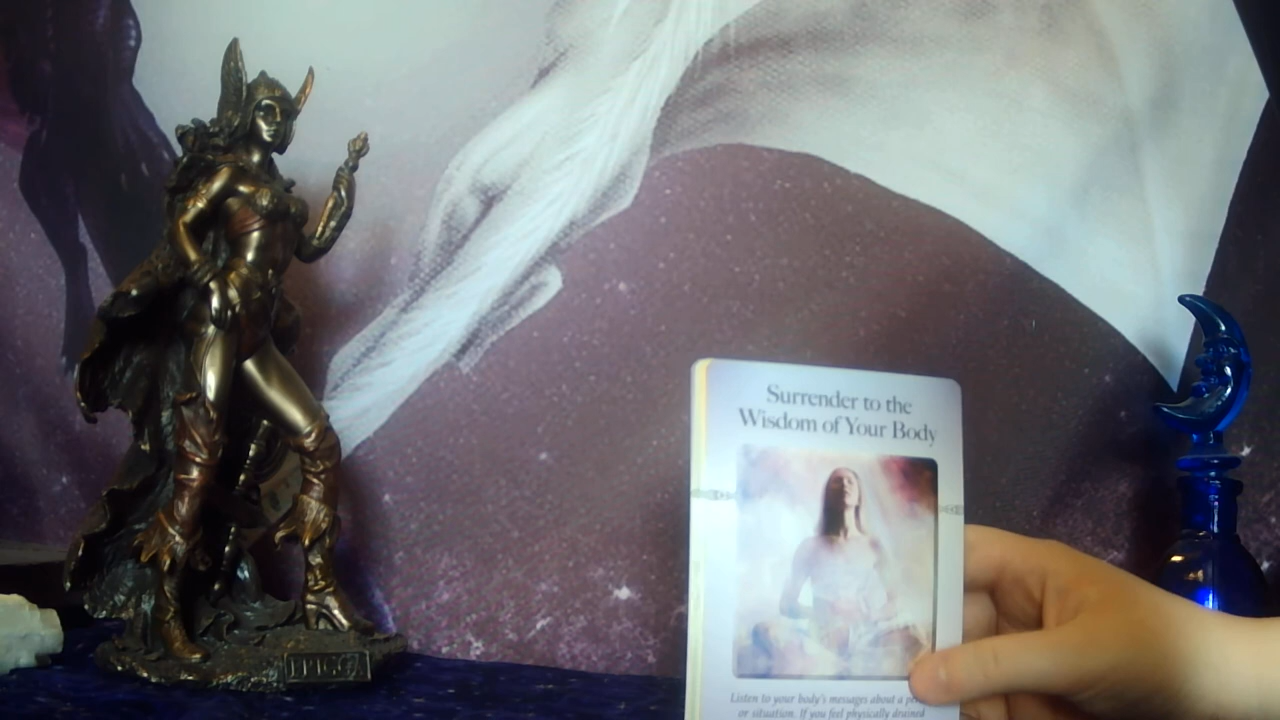 Surrender to the
Wisdom of Your Body
Listen to your body's messages about a
or situation. If you feel physically drained